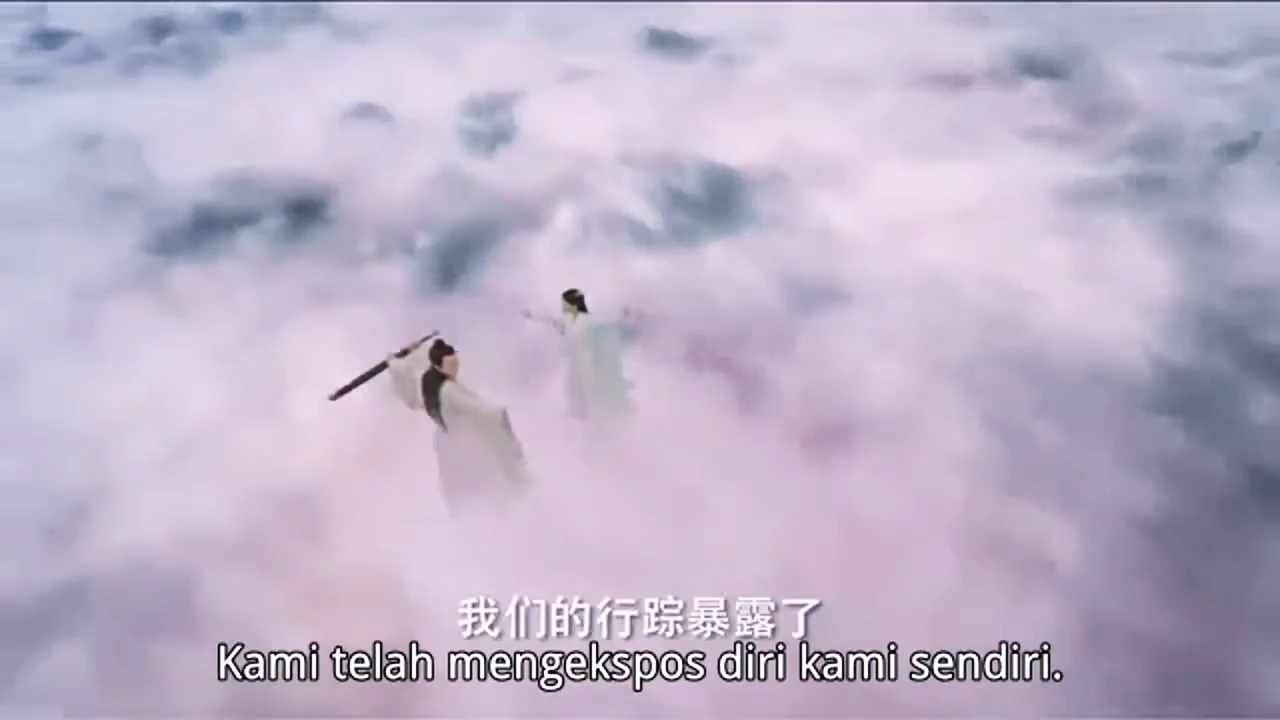 我们的行踪暴露了
Kami telah mengekspos diri kami sendiri.